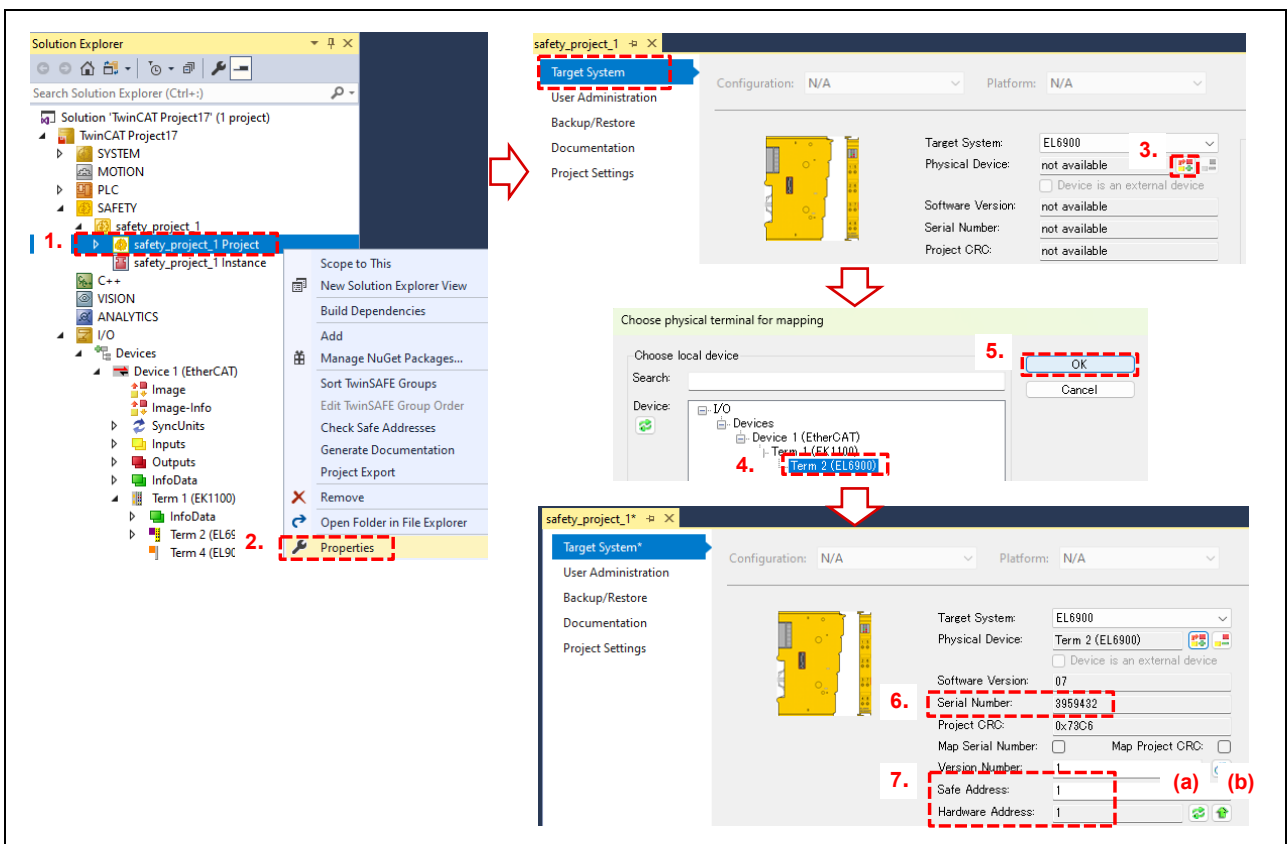 Solution Explorer
Search Solution Explorer (Ctrl+:)
Solution 'TwinCAT Project17' (1 project)
TwinCAT Project17
SYSTEM
MOTION
PLC
SAFETY
safety_project_1
1.
safety_project_1 Project
safety_project_1 Instance
C++
VISION
ANALYTICS
I/O
Devices
Device 1 (EtherCAT)
Image
Image-Info
SyncUnits
Inputs
Outputs
InfoData
Term 1 (EK1100)
InfoData
Term 2 (EL69
Term 4 (EL90
Scope to This
New Solution Explorer View
Build Dependencies
Add
Manage NuGet Packages...
Sort TwinSAFE Groups
Edit TwinSAFE Group Order
Check Safe Addresses
Generate Documentation
Project Export
Remove
Open Folder in File Explorer
2.
Properties
safety_project_1
Target System
User Administration
Backup/Restore
Documentation
Project Settings
Configuration: N/A Platform: N/A
Target System: EL6900
Physical Device: not available
3.
Device is an external device
Software Version: not available
Serial Number: not available
Project CRC: not available
Choose physical terminal for mapping
Choose local device
5.
OK
Search:
Cancel
Device:
I/O
Devices
Device 1 (EtherCAT)
Term 1 (EK1100)
4.
Term 2 (EL6900)
safety_project_1*
Target System*
User Administration
Backup/Restore
Documentation
Project Settings
Configuration: N/A Platform: N/A
Target System: EL6900
Physical Device: Term 2 (EL6900)
Device is an external device
Software Version: 07
6.
Serial Number: 3959432
Project CRC: 0x73C6
Map Serial Number: Map Project CRC:
Version Number: 1
7.
(a) (b)
Safe Address: 1
Hardware Address: 1